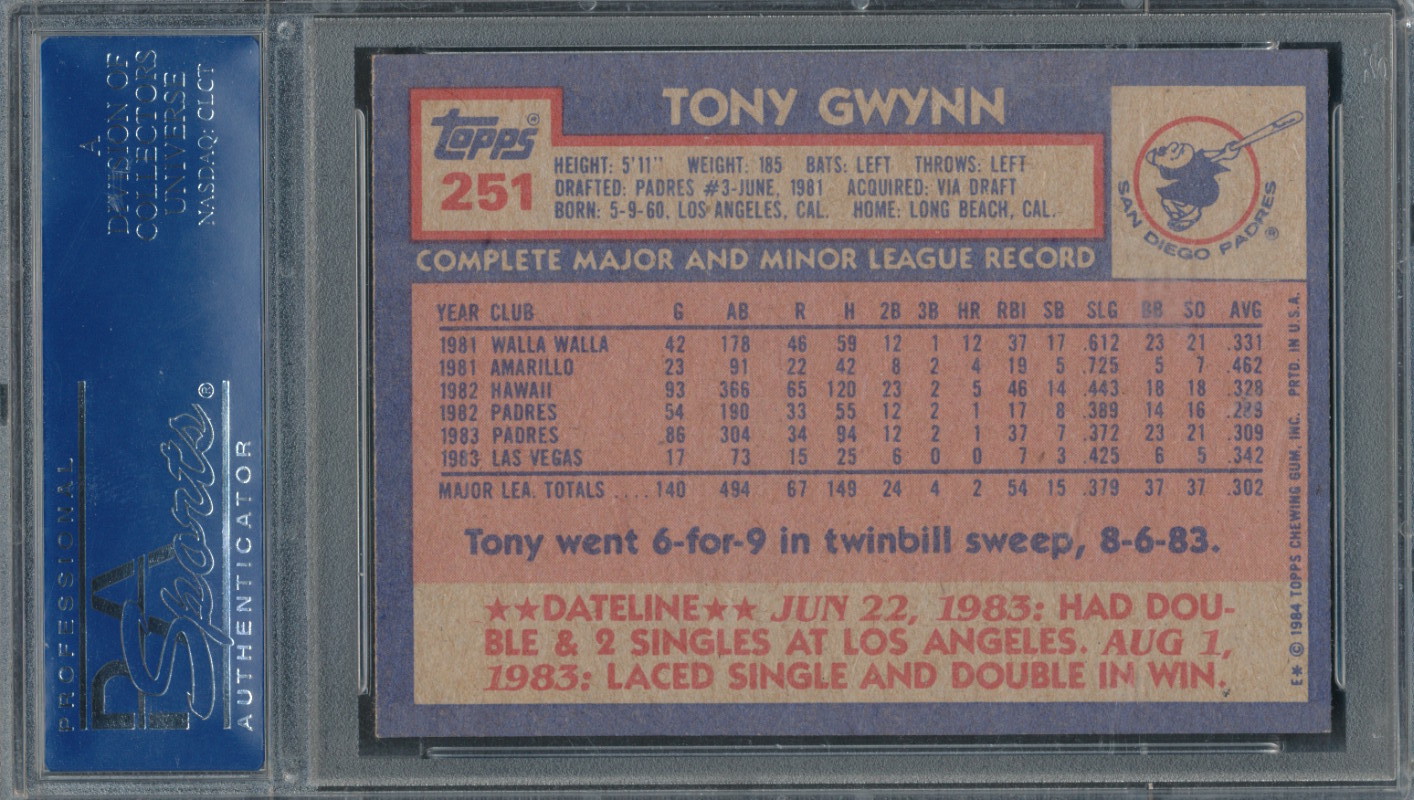 A
DIVISION OF
COLLECTORS
UNIVERSE
NASDAQ: CLCT
PROFESSIONAL
PSA
Sports®
AUTHENTICATOR
TONY GWYNN
Topps®
251
HEIGHT: 5'11" WEIGHT: 185 BATS: LEFT THROWS: LEFT
DRAFTED: PADRES #3-JUNE, 1981 ACQUIRED: VIA DRAFT
BORN: 5-9-60, LOS ANGELES, CAL. HOME: LONG BEACH, CAL.
SAN DIEGO PADRES ®
COMPLETE MAJOR AND MINOR LEAGUE RECORD
YEAR CLUB G AB R H 2B 3B HR RBI SB SLG BB SO AVG
1981 WALLA WALLA 42 178 46 59 12 1 12 37 17 .612 23 21 .331
1981 AMARILLO 23 91 22 42 8 2 4 19 5 .725 5 7 .462
1982 HAWAII 93 366 65 120 23 2 5 46 14 .443 18 18 .328
1982 PADRES 54 190 33 55 12 2 1 17 8 .389 14 16 .289
1983 PADRES 86 304 34 94 12 2 1 37 7 .372 23 21 .309
1983 LAS VEGAS 17 73 15 25 6 0 0 7 3 .425 6 5 .342
MAJOR LEA. TOTALS .... 140 494 67 149 24 4 2 54 15 .379 37 37 .302
Tony went 6-for-9 in twinbill sweep, 8-6-83.
★★DATELINE★★ JUN 22, 1983: HAD DOU-
BLE & 2 SINGLES AT LOS ANGELES. AUG 1,
1983: LACED SINGLE AND DOUBLE IN WIN.
E* © 1984 TOPPS CHEWING GUM, INC. PRTD. IN U.S.A.